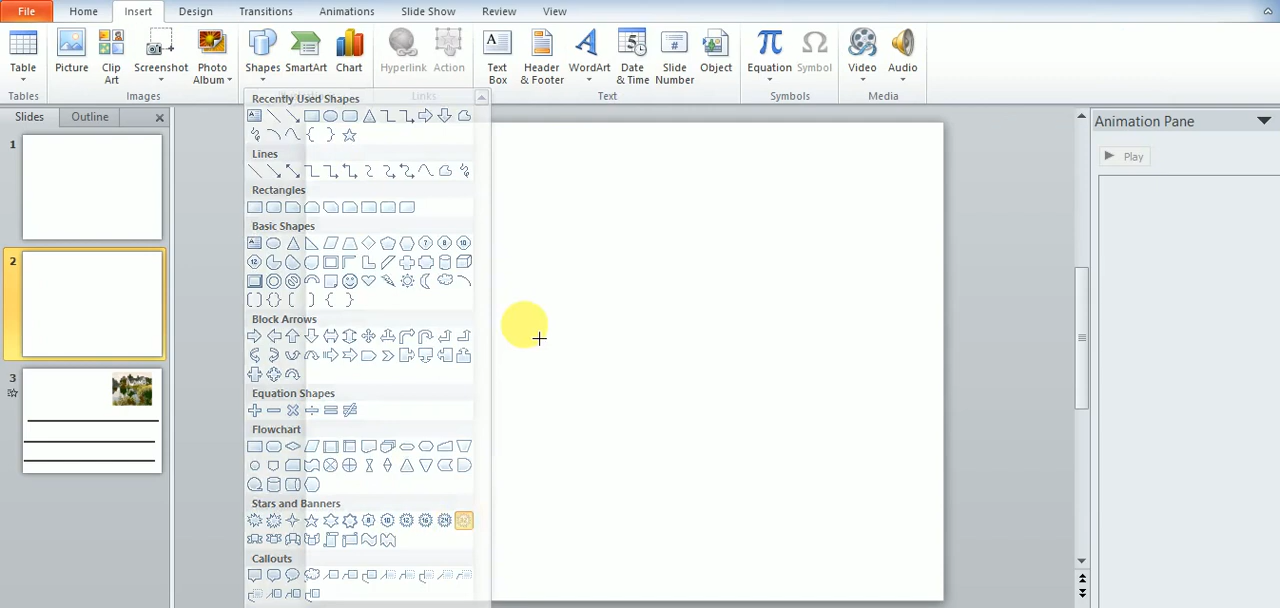 File Home Insert Design Transitions Animations Slide Show Review View
Table Picture Clip Art Screenshot Photo Album Shapes SmartArt Chart Hyperlink Action Text Box Header & Footer WordArt Date & Time Slide Number Object Equation Symbol Video Audio
Tables Images Links Text Symbols Media
Slides Outline
Animation Pane
Play
1
2
3
Recently Used Shapes
Lines
Rectangles
Basic Shapes
Block Arrows
Equation Shapes
Flowchart
Stars and Banners
Callouts